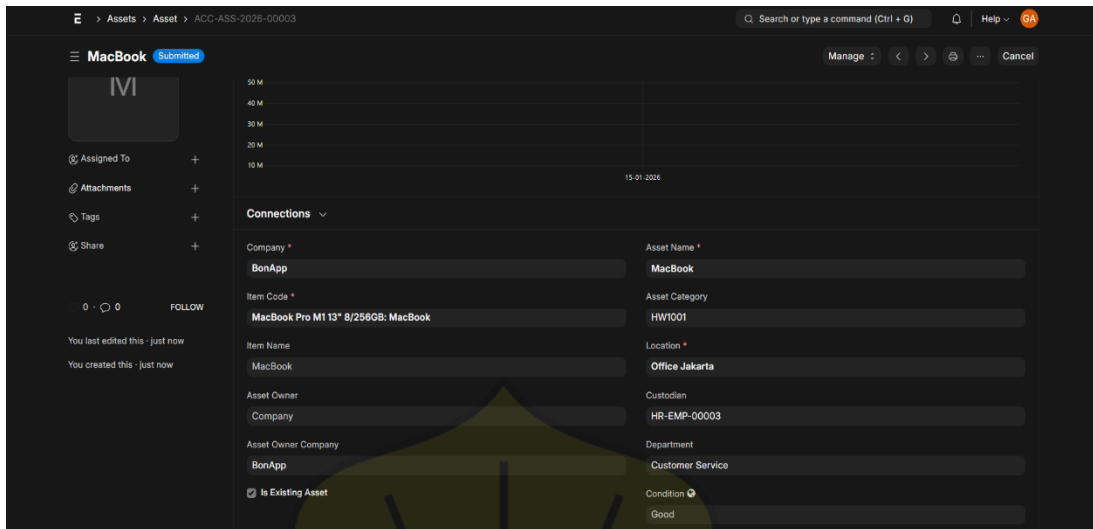 E > Assets > Asset > ACC-ASS-2026-00003
Search or type a command (Ctrl + G)
Help
GA
MacBook Submitted
Manage
Cancel
M
Assigned To +
Attachments +
Tags +
Share +
0 · 0 FOLLOW
You last edited this · just now
You created this · just now
50 M
40 M
30 M
20 M
10 M
15-01-2026
Connections
Company *
BonApp
Asset Name *
MacBook
Item Code *
MacBook Pro M1 13" 8/256GB: MacBook
Asset Category
HW1001
Item Name
MacBook
Location *
Office Jakarta
Asset Owner
Company
Custodian
HR-EMP-00003
Asset Owner Company
BonApp
Department
Customer Service
Is Existing Asset
Condition
Good